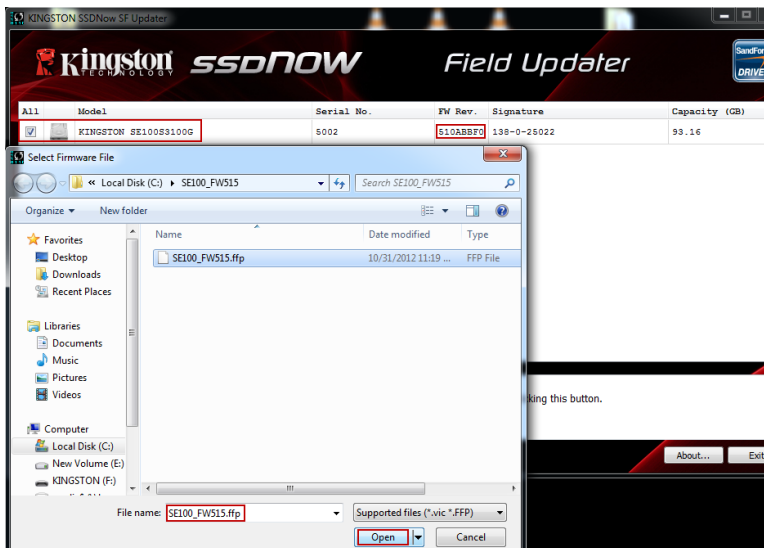 KINGSTON SSDNow SF Updater
Kingston SSDNOW Field Updater
TECHNOLOGY
SandFor
DRIVE
All Model Serial No. FW Rev. Signature Capacity (GB)
KINGSTON SE100S3100G 5002 510ABBF0 138-0-25022 93.16
Select Firmware File
« Local Disk (C:) ▸ SE100_FW515
Search SE100_FW515
Organize ▾ New folder
Name Date modified Type
SE100_FW515.ffp 10/31/2012 11:19 ... FFP File
Favorites
Desktop
Downloads
Recent Places
Libraries
Documents
Music
Pictures
Videos
Computer
Local Disk (C:)
New Volume (E:)
KINGSTON (F:)
king this button.
About... Exit
File name: SE100_FW515.ffp
Supported files (*.vic *.FFP)
Open Cancel